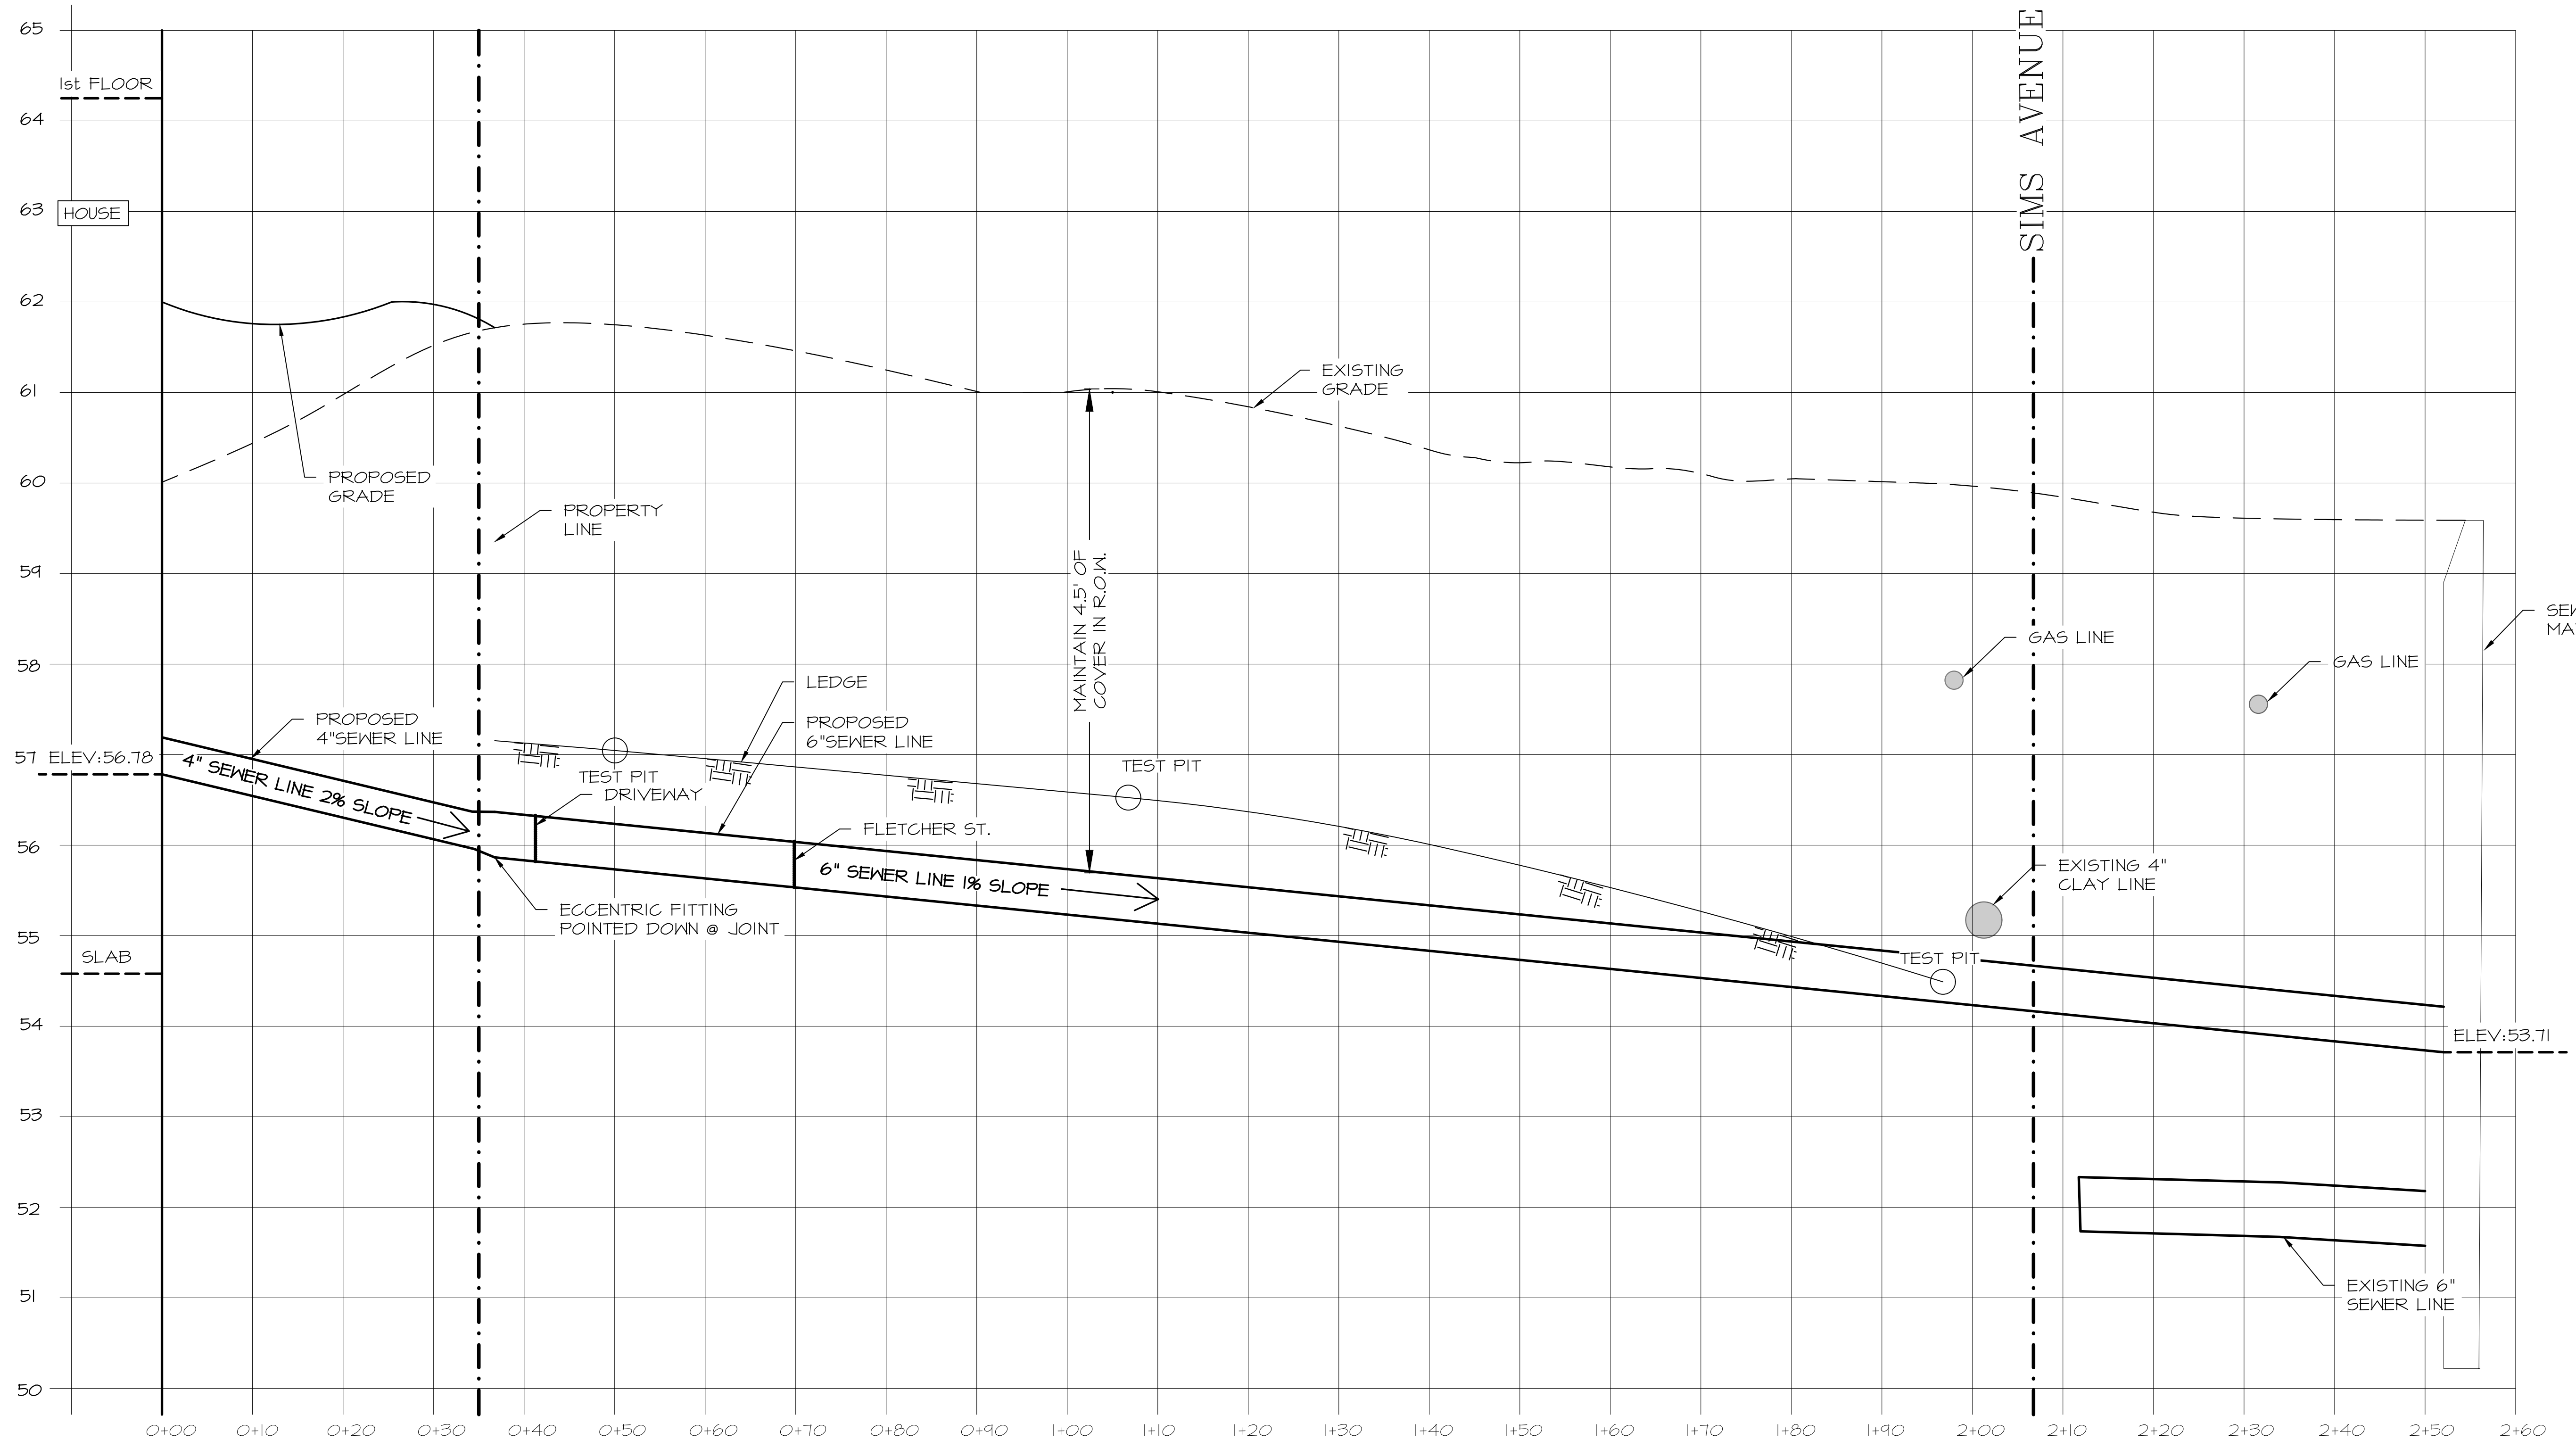 65
1st FLOOR
64
63
HOUSE
62
61
60
59
58
57
ELEV:56.78
56
55
SLAB
54
53
52
51
50
SIMS AVENUE
EXISTING
GRADE
PROPOSED
GRADE
PROPERTY
LINE
MAINTAIN 4.5' OF
COVER IN R.O.W.
GAS LINE
GAS LINE
SEW
MA
LEDGE
PROPOSED
4"SEWER LINE
PROPOSED
6"SEWER LINE
4" SEWER LINE 2% SLOPE
TEST PIT
DRIVEWAY
TEST PIT
FLETCHER ST.
6" SEWER LINE 1% SLOPE
EXISTING 4"
CLAY LINE
ECCENTRIC FITTING
POINTED DOWN @ JOINT
TEST PIT
ELEV:53.71
EXISTING 6"
SEWER LINE
0+00
0+10
0+20
0+30
0+40
0+50
0+60
0+70
0+80
0+90
1+00
1+10
1+20
1+30
1+40
1+50
1+60
1+70
1+80
1+90
2+00
2+10
2+20
2+30
2+40
2+50
2+60